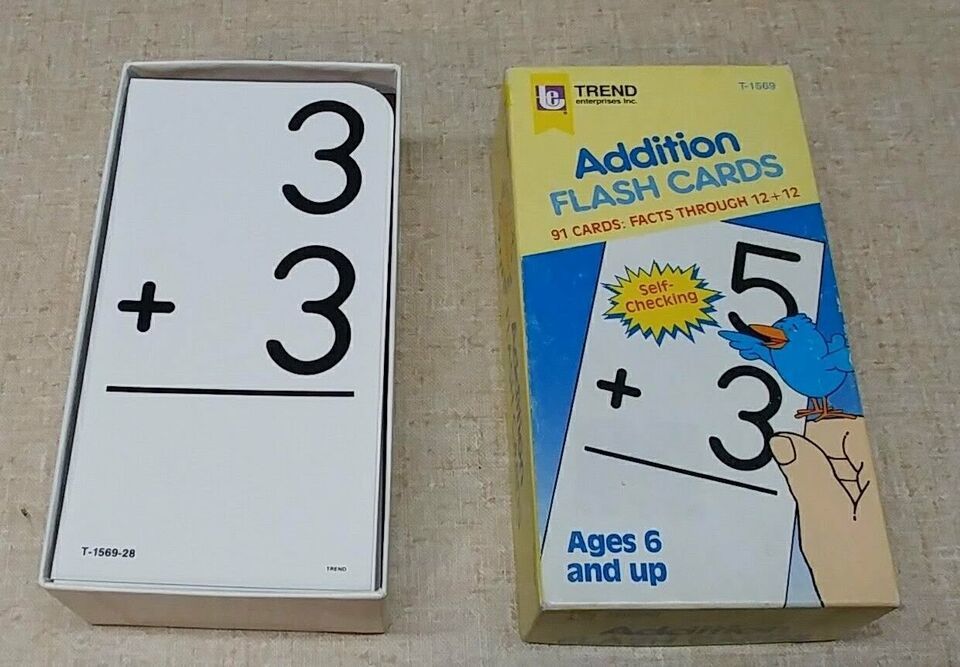 3
+ 3
T-1569-28
TREND
TREND
enterprises Inc.
T-1569
Addition
FLASH CARDS
91 CARDS: FACTS THROUGH 12+12
Self-
Checking
5
+ 3
Ages 6
and up
Addition